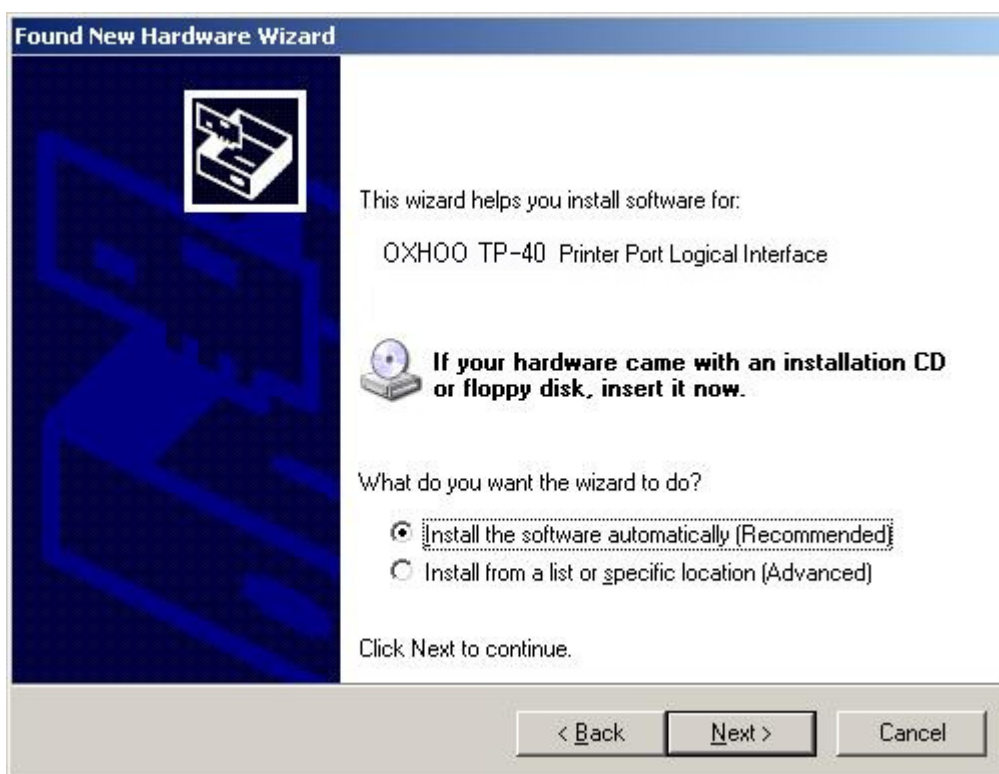 Found New Hardware Wizard
This wizard helps you install software for:
OXHOO TP-40 Printer Port Logical Interface
If your hardware came with an installation CD
or floppy disk, insert it now.
What do you want the wizard to do?
Install the software automatically (Recommended)
Install from a list or specific location (Advanced)
Click Next to continue.
< Back Next > Cancel